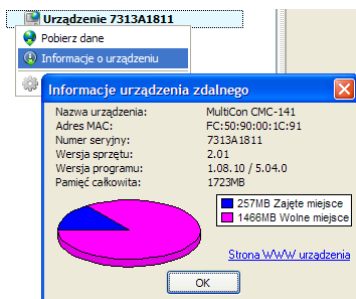 Urządzenie 7313A1811
Pobierz dane
Informacje o urządzeniu
Informacje urządzenia zdalnego
Nazwa urządzenia: MultiCon CMC-141
Adres MAC: FC:50:90:00:1C:91
Numer seryjny: 7313A1811
Wersja sprzętu: 2.01
Wersja programu: 1.08.10 / 5.04.0
Pamięć całkowita: 1723MB
257MB Zajęte miejsce
1466MB Wolne miejsce
Strona WWW urządzenia
OK